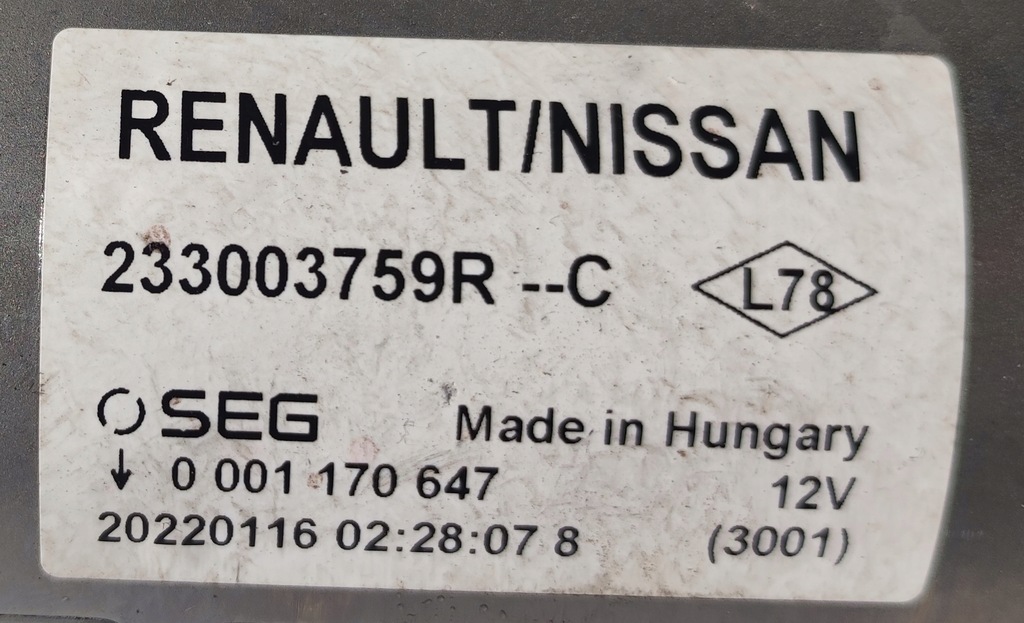 RENAULT/NISSAN
233003759R --C L78
SEG Made in Hungary
↓ 0 001 170 647 12V
20220116 02:28:07 8 (3001)